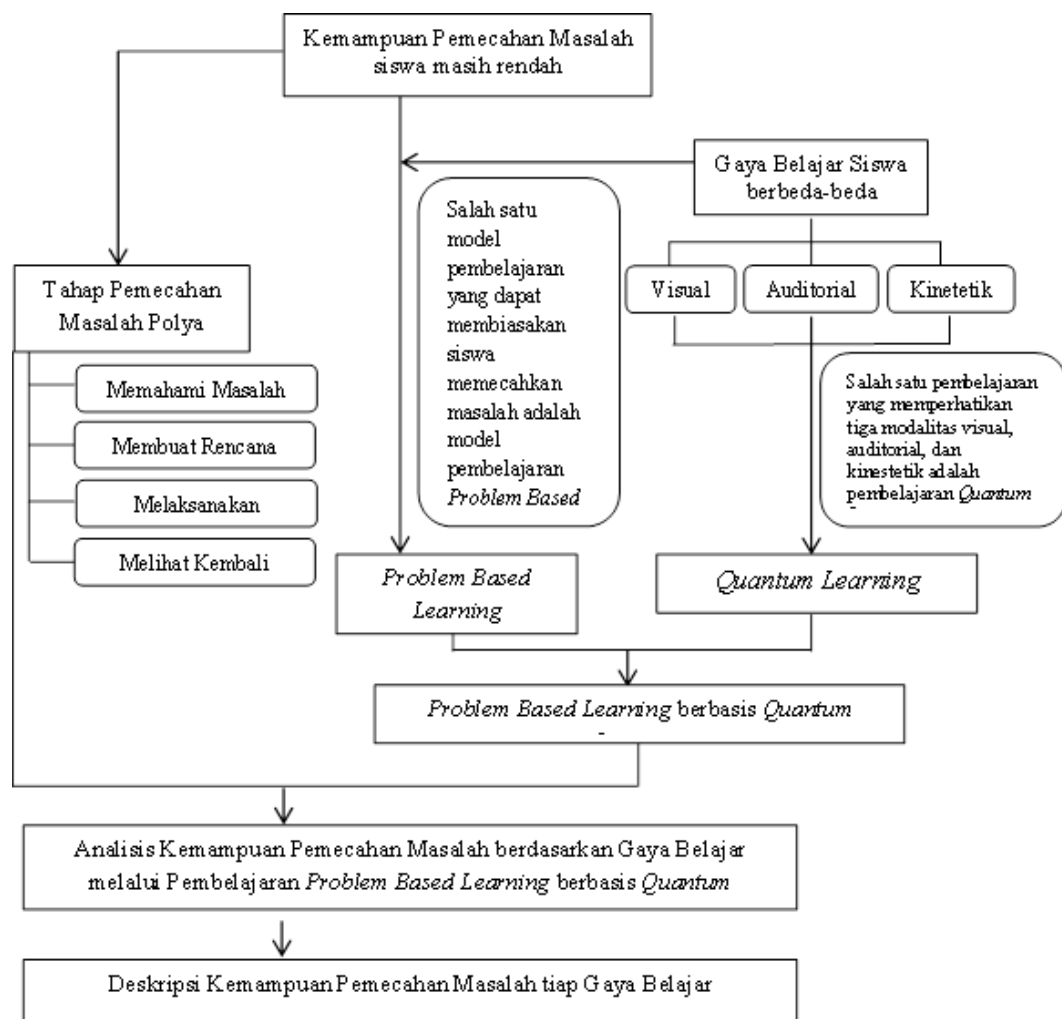 Kemampuan Pemecahan Masalah
siswa masih rendah
Gaya Belajar Siswa
berbeda-beda
Salah satu
model
pembelajaran
yang dapat
membiasakan
siswa
memecahkan
masalah adalah
model
pembelajaran
Problem Based
Visual
Auditorial
Kinetetik
Tahap Pemecahan
Masalah Polya
Memahami Masalah
Membuat Rencana
Melaksanakan
Melihat Kembali
Salah satu pembelajaran
yang memperhatikan
tiga modalitas visual,
auditorial, dan
kinestetik adalah
pembelajaran Quantum
Problem Based
Learning
Quantum Learning
Problem Based Learning berbasis Quantum
Analisis Kemampuan Pemecahan Masalah berdasarkan Gaya Belajar
melalui Pembelajaran Problem Based Learning berbasis Quantum
Deskripsi Kemampuan Pemecahan Masalah tiap Gaya Belajar